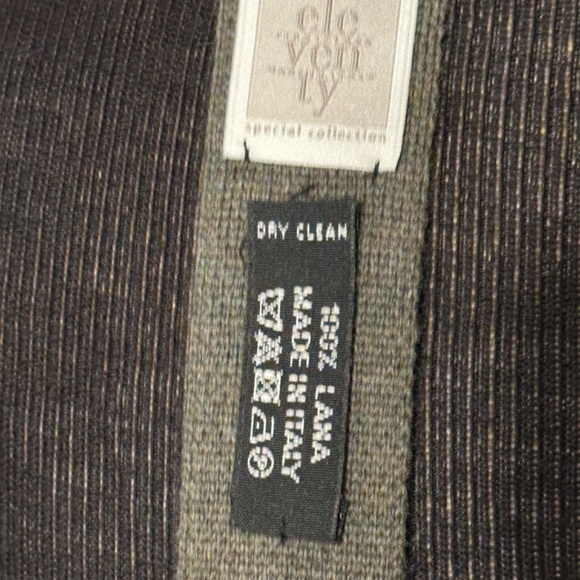 ele
ven
ty
special collection
DRY CLEAN
100% LANA
MADE IN ITALY